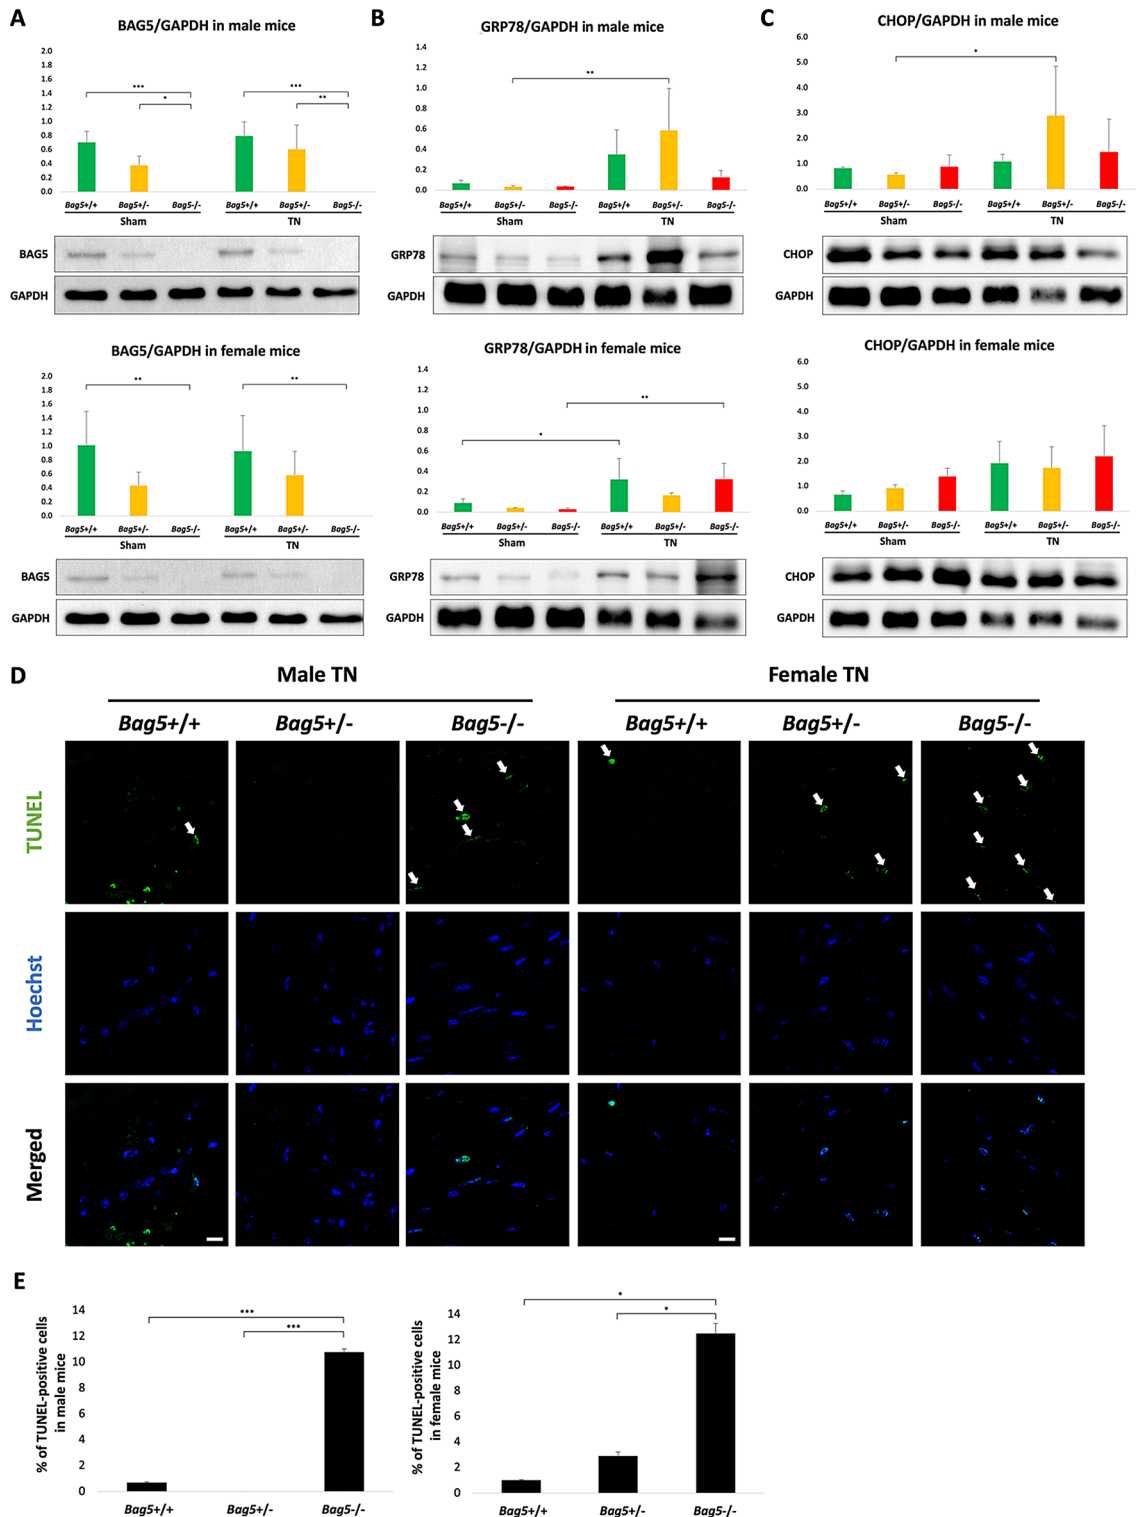 A
BAG5/GAPDH in male mice
2.0
1.8
1.6
1.4
1.2
1.0
0.8
0.6
0.4
0.2
0.0
***
*
***
**
Bag5+/+ Bag5+/- Bag5-/- Bag5+/+ Bag5+/- Bag5-/-
Sham TN
BAG5
GAPDH
BAG5/GAPDH in female mice
2.0
1.8
1.6
1.4
1.2
1.0
0.8
0.6
0.4
0.2
0.0
**
**
Bag5+/+ Bag5+/- Bag5-/- Bag5+/+ Bag5+/- Bag5-/-
Sham TN
BAG5
GAPDH
B
GRP78/GAPDH in male mice
1.4
1.2
1.0
0.8
0.6
0.4
0.2
0.0
**
Bag5+/+ Bag5+/- Bag5-/- Bag5+/+ Bag5+/- Bag5-/-
Sham TN
GRP78
GAPDH
GRP78/GAPDH in female mice
1.4
1.2
1.0
0.8
0.6
0.4
0.2
0.0
*
**
Bag5+/+ Bag5+/- Bag5-/- Bag5+/+ Bag5+/- Bag5-/-
Sham TN
GRP78
GAPDH
C
CHOP/GAPDH in male mice
6.0
5.0
4.0
3.0
2.0
1.0
0.0
*
Bag5+/+ Bag5+/- Bag5-/- Bag5+/+ Bag5+/- Bag5-/-
Sham TN
CHOP
GAPDH
CHOP/GAPDH in female mice
6.0
5.0
4.0
3.0
2.0
1.0
0.0
Bag5+/+ Bag5+/- Bag5-/- Bag5+/+ Bag5+/- Bag5-/-
Sham TN
CHOP
GAPDH
D
Male TN Female TN
Bag5+/+ Bag5+/- Bag5-/- Bag5+/+ Bag5+/- Bag5-/-
TUNEL
Hoechst
Merged
E
% of TUNEL-positive cells
in male mice
14
12
10
8
6
4
2
0
***
***
Bag5+/+ Bag5+/- Bag5-/-
% of TUNEL-positive cells
in female mice
14
12
10
8
6
4
2
0
*
*
Bag5+/+ Bag5+/- Bag5-/-